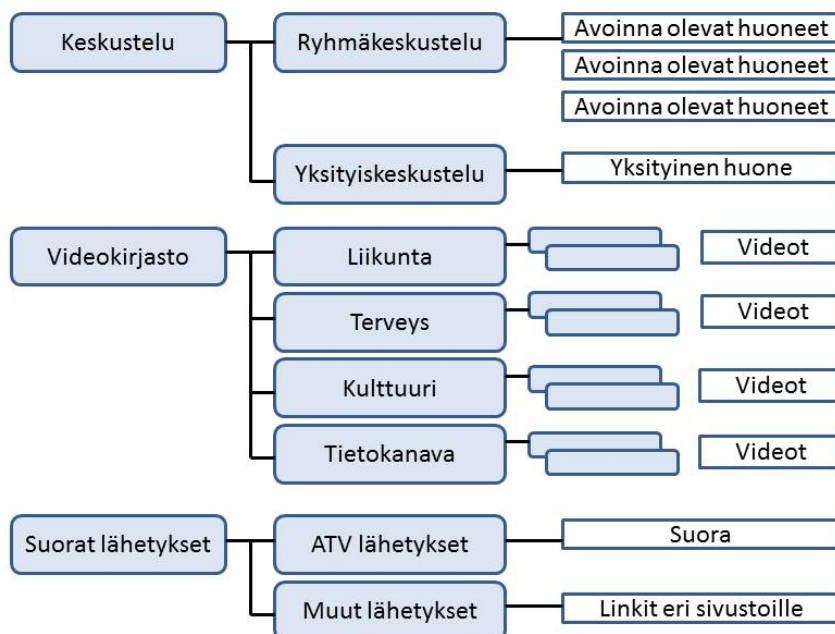 Keskustelu
Ryhmäkeskustelu
Avoinna olevat huoneet
Avoinna olevat huoneet
Avoinna olevat huoneet
Yksityiskeskustelu
Yksityinen huone
Videokirjasto
Liikunta
Videot
Terveys
Videot
Kulttuuri
Videot
Tietokanava
Videot
Suorat lähetykset
ATV lähetykset
Suora
Muut lähetykset
Linkit eri sivustoille